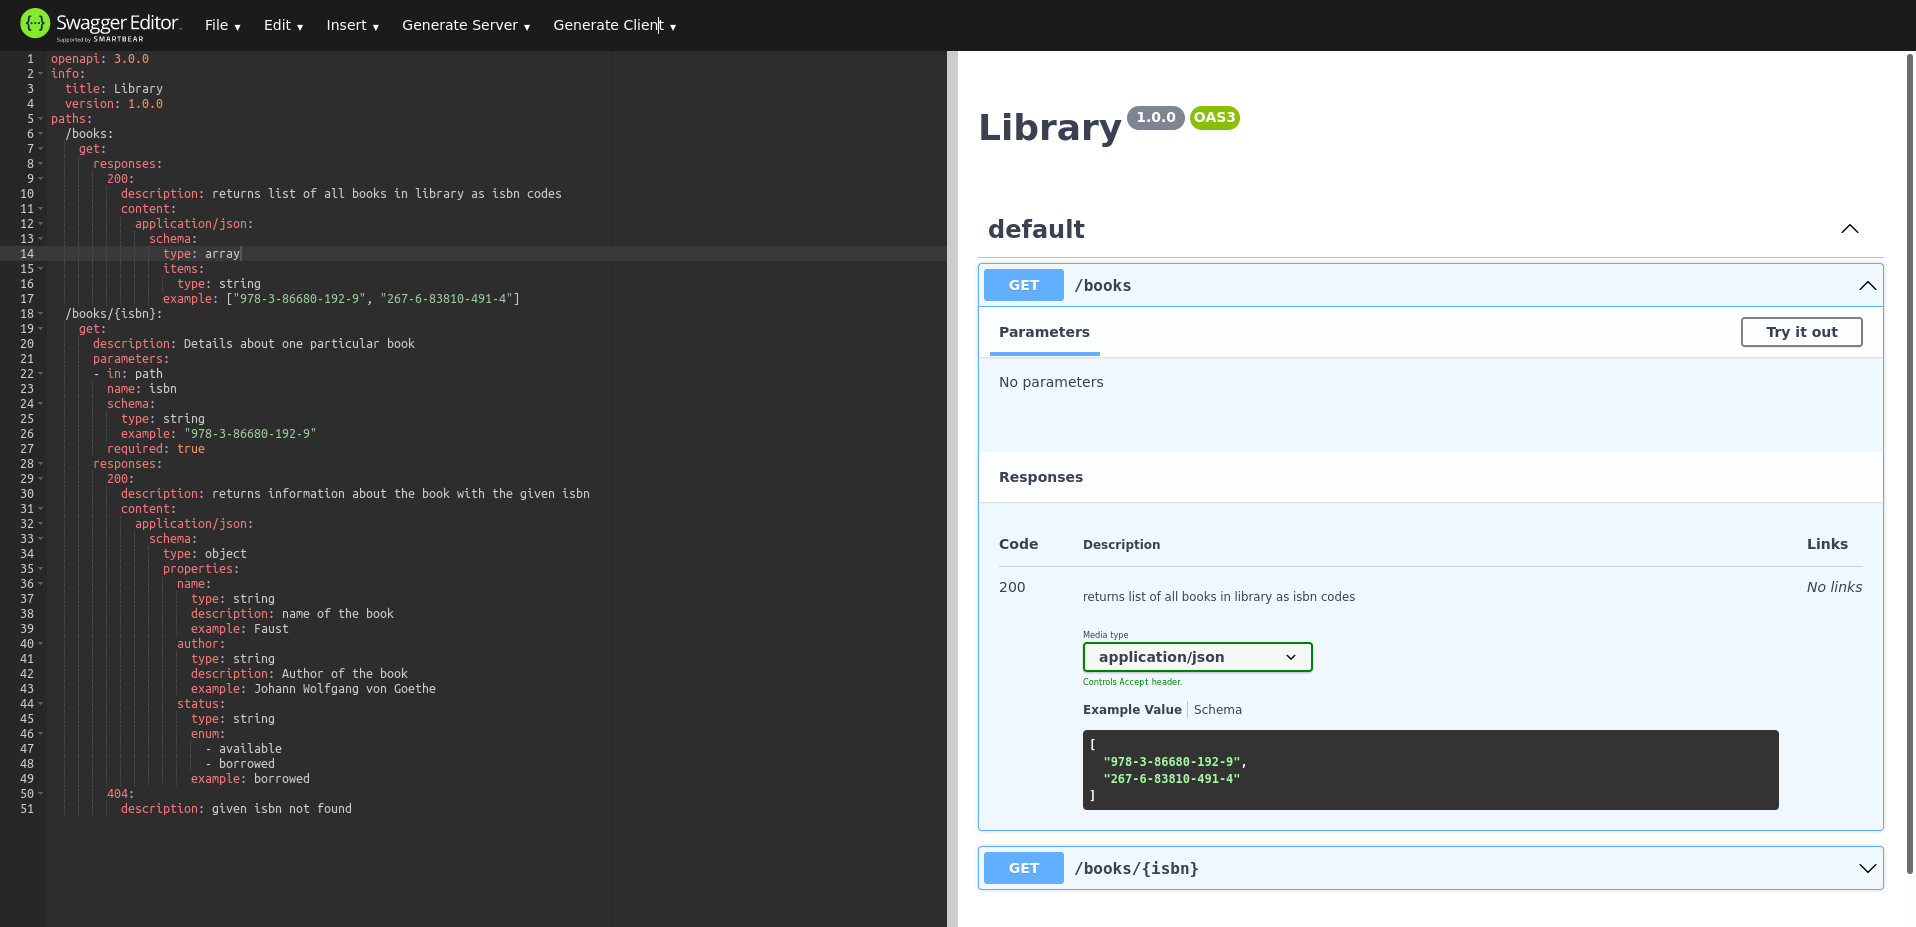 Swagger Editor
Supported by SMARTBEAR
File ▾ Edit ▾ Insert ▾ Generate Server ▾ Generate Client ▾
1 openapi: 3.0.0
2 info:
3   title: Library
4   version: 1.0.0
5 paths:
6   /books:
7     get:
8       responses:
9         200:
10           description: returns list of all books in library as isbn codes
11           content:
12             application/json:
13               schema:
14                 type: array
15                 items:
16                   type: string
17                 example: ["978-3-86680-192-9", "267-6-83810-491-4"]
18   /books/{isbn}:
19     get:
20       description: Details about one particular book
21       parameters:
22       - in: path
23         name: isbn
24         schema:
25           type: string
26           example: "978-3-86680-192-9"
27         required: true
28       responses:
29         200:
30           description: returns information about the book with the given isbn
31           content:
32             application/json:
33               schema:
34                 type: object
35                 properties:
36                   name:
37                     type: string
38                     description: name of the book
39                     example: Faust
40                   author:
41                     type: string
42                     description: Author of the book
43                     example: Johann Wolfgang von Goethe
44                   status:
45                     type: string
46                     enum:
47                       - available
48                       - borrowed
49                     example: borrowed
50         404:
51           description: given isbn not found
Library 1.0.0 OAS3
default
GET /books
Parameters Try it out
No parameters
Responses
Code Description Links
200 returns list of all books in library as isbn codes No links
Media type
application/json
Controls Accept header.
Example Value Schema
[
  "978-3-86680-192-9",
  "267-6-83810-491-4"
]
GET /books/{isbn}